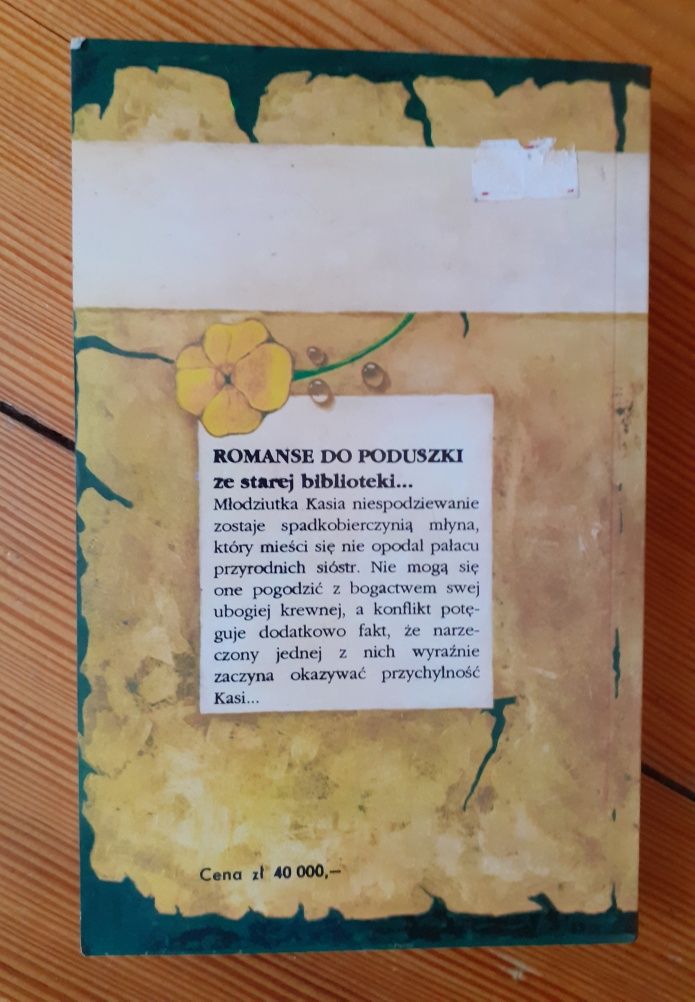 ROMANSE DO PODUSZKI
ze starej biblioteki...
Młodziutka Kasia niespodziewanie
zostaje spadkobierczynią młyna,
który mieści się nie opodal pałacu
przyrodnich sióstr. Nie mogą się
one pogodzić z bogactwem swej
ubogiej krewnej, a konflikt potę-
guje dodatkowo fakt, że narze-
czony jednej z nich wyraźnie
zaczyna okazywać przychylność
Kasi...
Cena zł 40 000,—